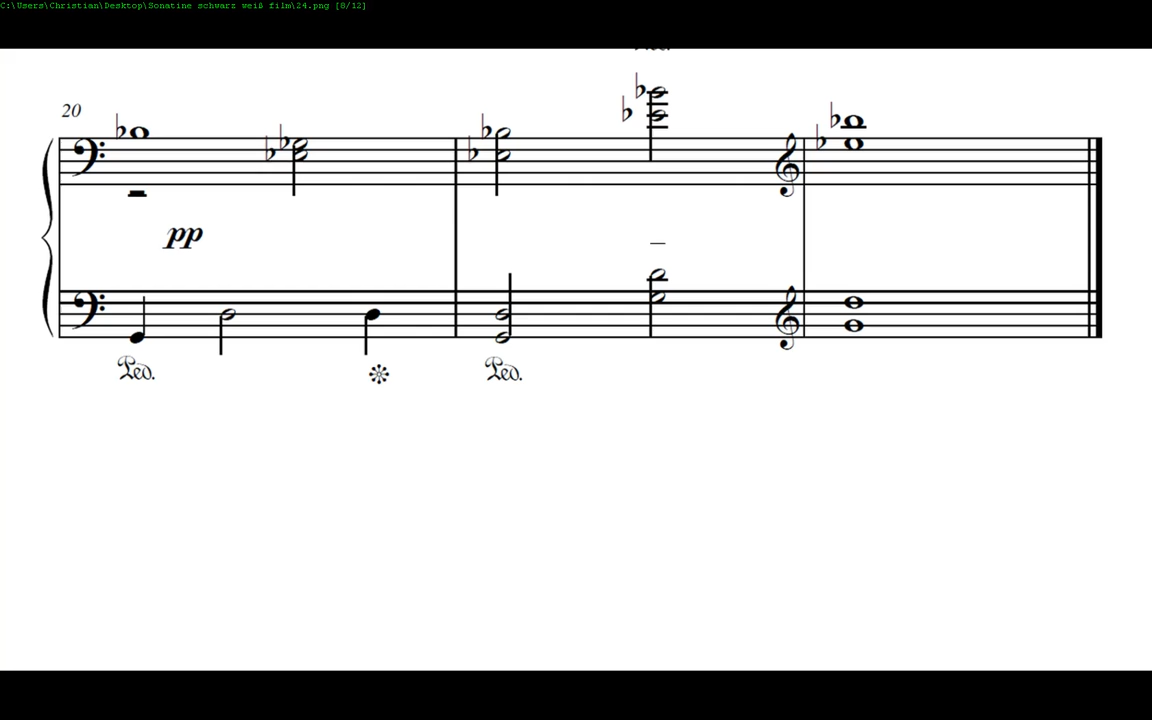 C:\Users\Christian\Desktop\Sonatine schwarz weiß film\24.png [8/12]
20
pp
Ped.
Ped.